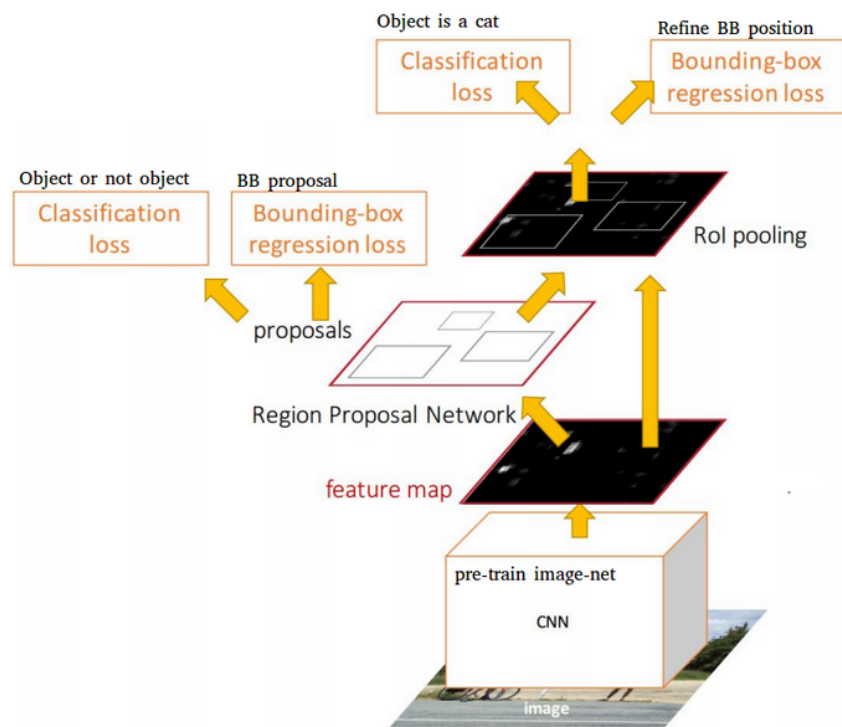 Object is a cat
Refine BB position
Classification
loss
Bounding-box
regression loss
Object or not object
BB proposal
Classification
loss
Bounding-box
regression loss
RoI pooling
proposals
Region Proposal Network
feature map
pre-train image-net
CNN
image